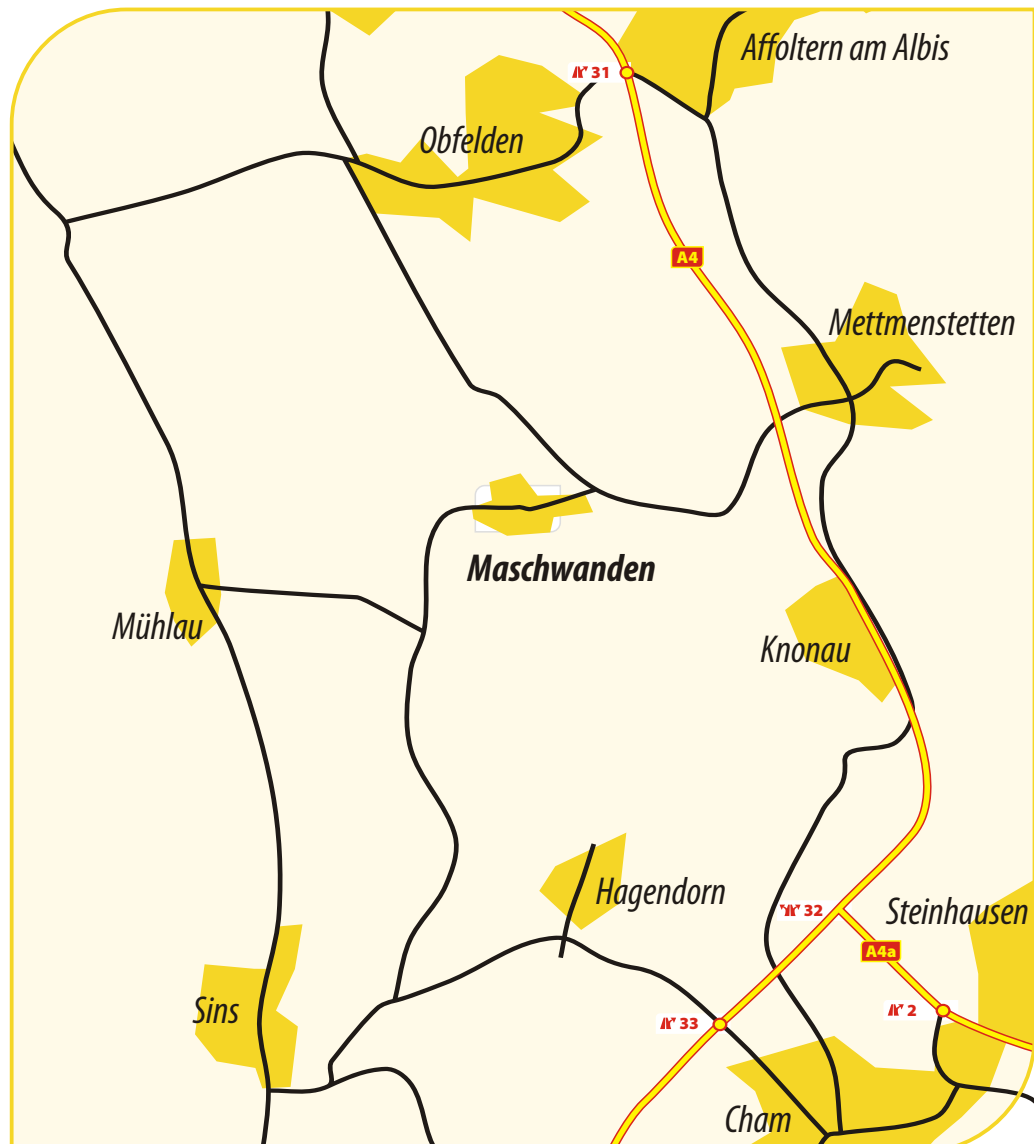 Affoltern am Albis
31
Obfelden
A4
Mettmenstetten
Maschwanden
Mühlau
Knonau
Hagendorn
32
Steinhausen
A4a
Sins
33
2
Cham